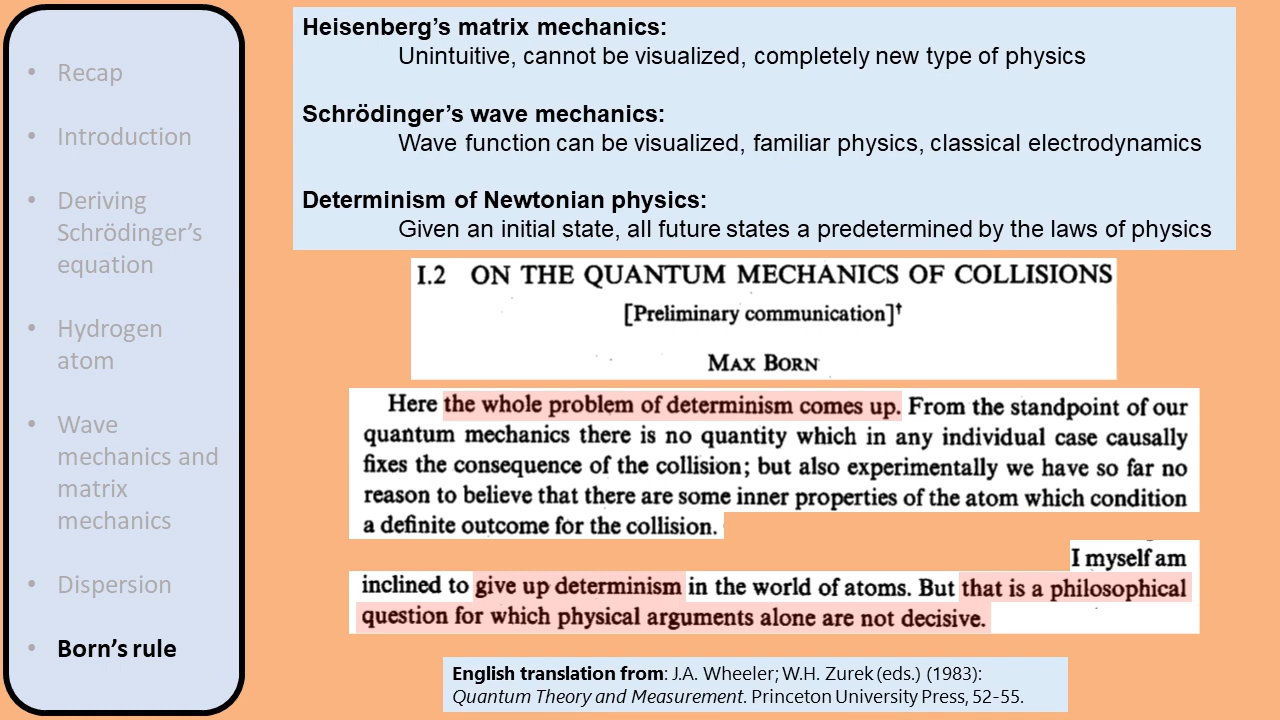 • Recap
• Introduction
• Deriving
Schrödinger's
equation
• Hydrogen
atom
• Wave
mechanics and
matrix
mechanics
• Dispersion
• Born's rule
Heisenberg's matrix mechanics:
Unintuitive, cannot be visualized, completely new type of physics
Schrödinger's wave mechanics:
Wave function can be visualized, familiar physics, classical electrodynamics
Determinism of Newtonian physics:
Given an initial state, all future states a predetermined by the laws of physics
I.2 ON THE QUANTUM MECHANICS OF COLLISIONS
[Preliminary communication]†
MAX BORN
Here the whole problem of determinism comes up. From the standpoint of our
quantum mechanics there is no quantity which in any individual case causally
fixes the consequence of the collision; but also experimentally we have so far no
reason to believe that there are some inner properties of the atom which condition
a definite outcome for the collision.
I myself am
inclined to give up determinism in the world of atoms. But that is a philosophical
question for which physical arguments alone are not decisive.
English translation from: J.A. Wheeler; W.H. Zurek (eds.) (1983):
Quantum Theory and Measurement. Princeton University Press, 52-55.